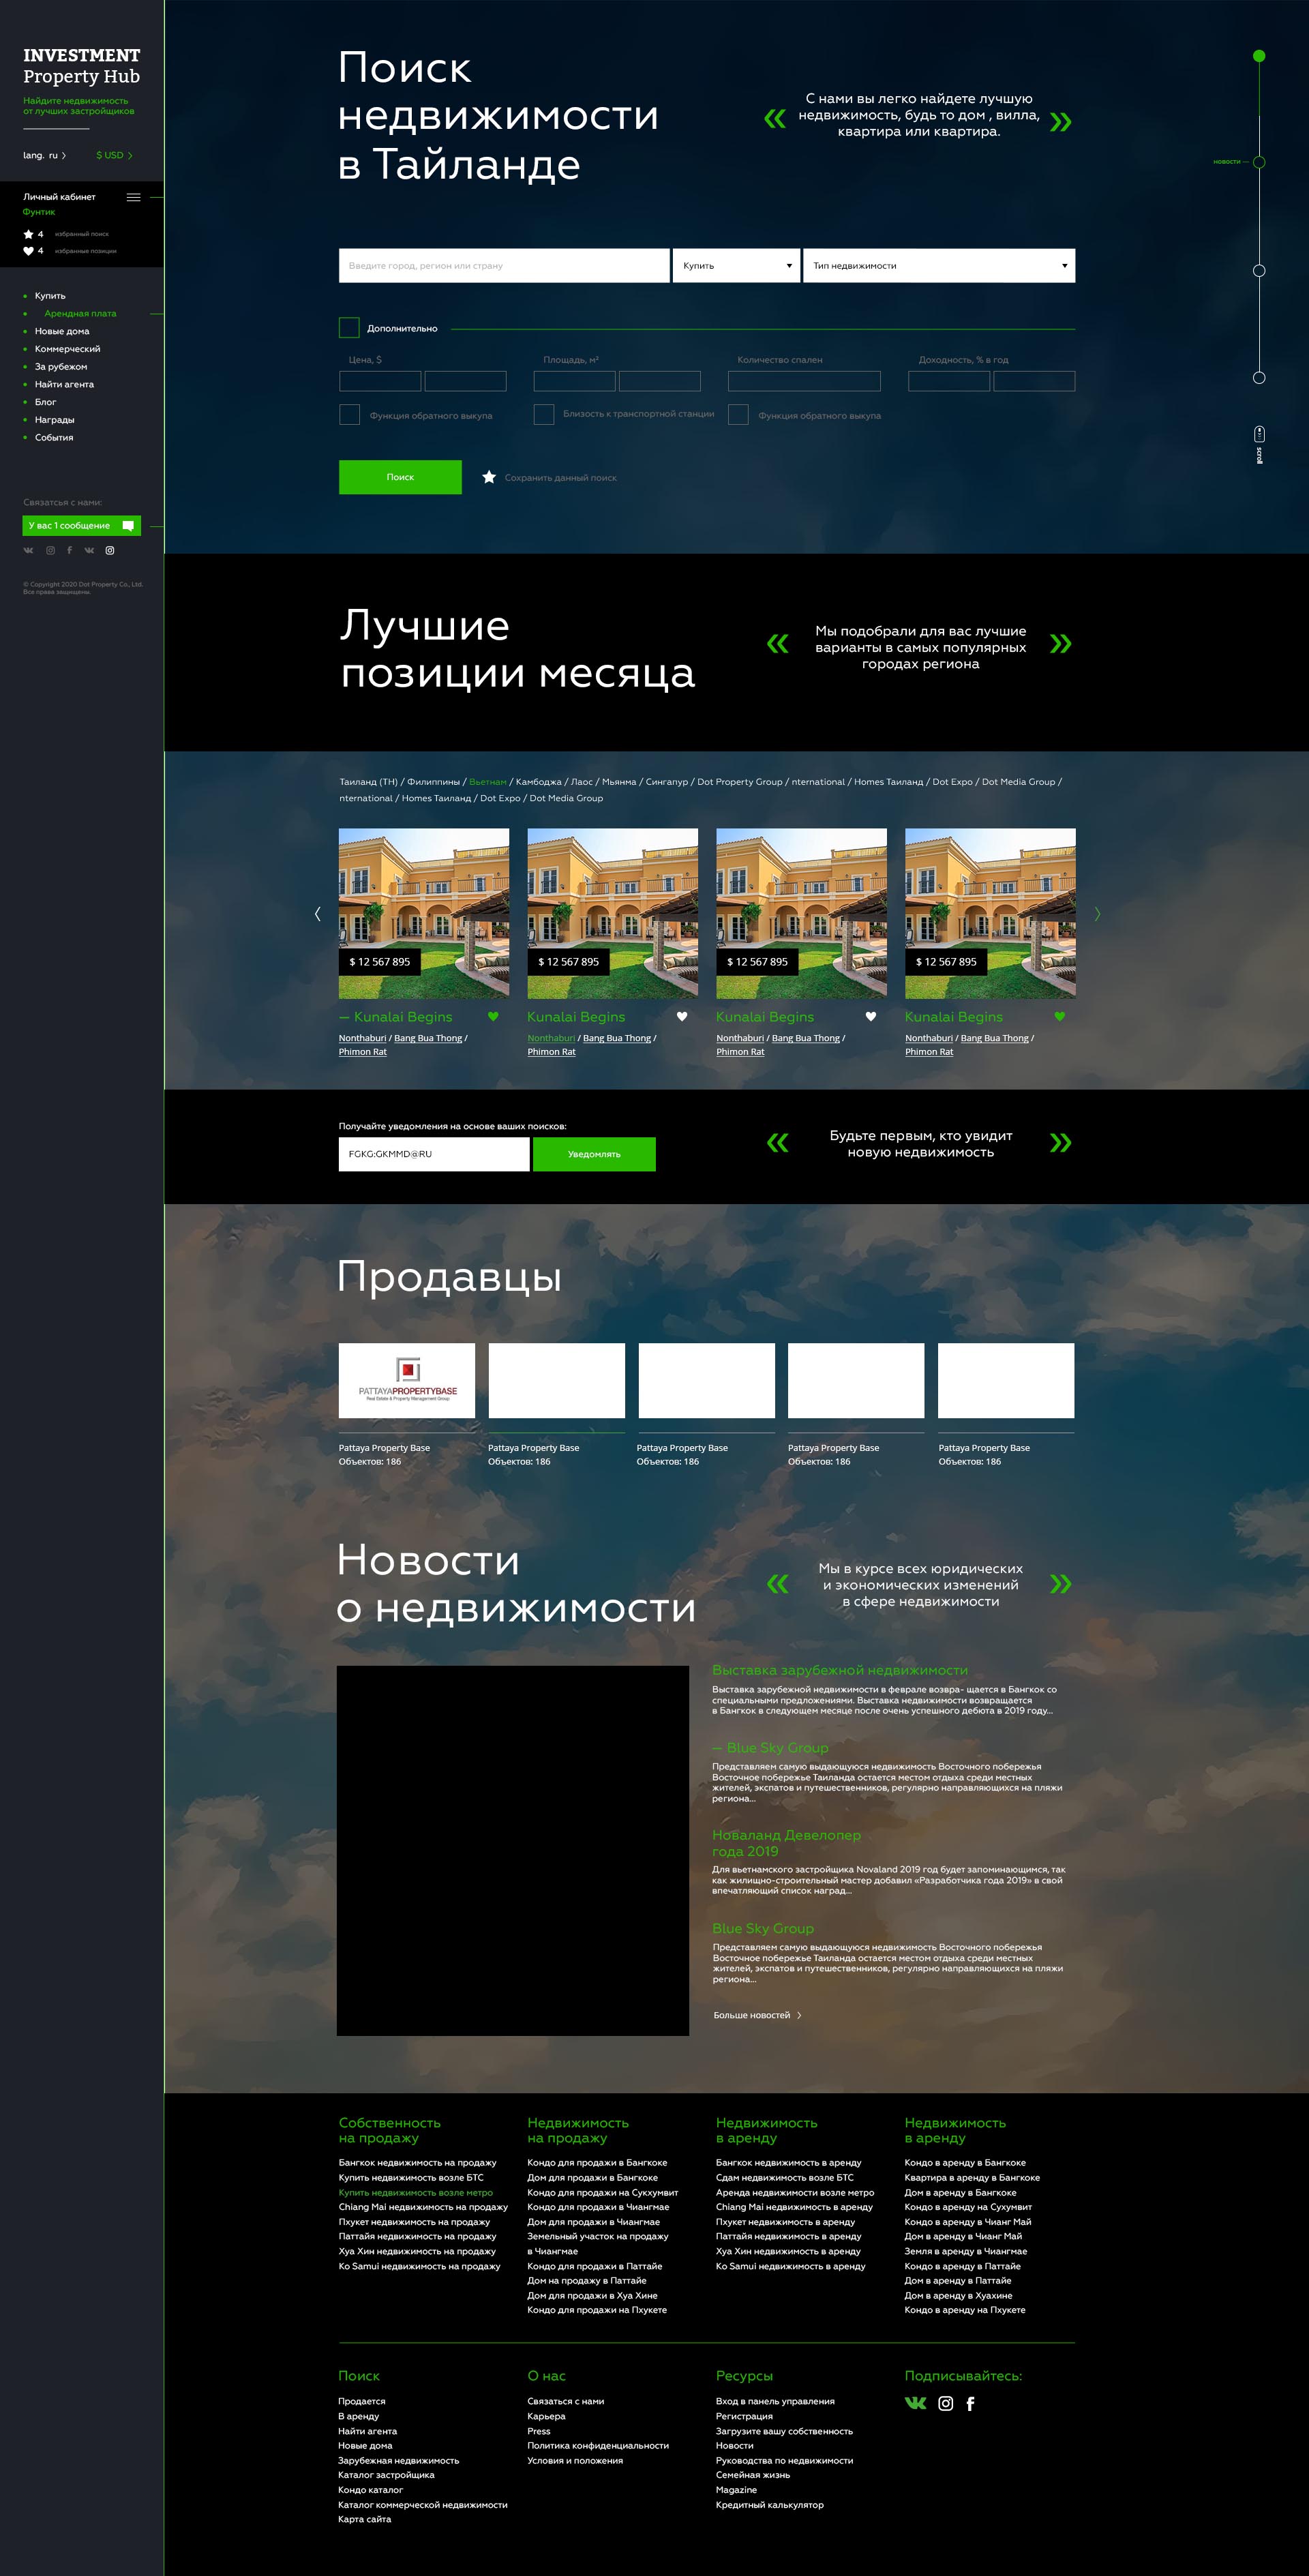 INVESTMENT
Property Hub
Найдите недвижимость
от лучших застройщиков
lang. ru
$ USD
Личный кабинет
Фунтик
4 избранный поиск
4 избранные позиции
Купить
Арендная плата
Новые дома
Коммерческий
За рубежом
Найти агента
Блог
Награды
События
Связатсья с нами:
У вас 1 сообщение
© Copyright 2020 Dot Property Co., Ltd.
Все права защищены.
Поиск
недвижимости
в Тайланде
« С нами вы легко найдете лучшую
недвижимость, будь то дом , вилла,
квартира или квартира. »
новости
scroll
Введите город, регион или страну
Купить
Тип недвижимости
Дополнительно
Цена, $
Площадь, м²
Количество спален
Доходность, % в год
Функция обратного выкупа
Близость к транспортной станции
Функция обратного выкупа
Поиск
Сохранить данный поиск
Лучшие
позиции месяца
« Мы подобрали для вас лучшие
варианты в самых популярных
городах региона »
Таиланд (TH) / Филиппины / Вьетнам / Камбоджа / Лаос / Мьянма / Сингапур / Dot Property Group / nternational / Homes Таиланд / Dot Expo / Dot Media Group /
nternational / Homes Таиланд / Dot Expo / Dot Media Group
$ 12 567 895
$ 12 567 895
$ 12 567 895
$ 12 567 895
— Kunalai Begins
Nonthaburi / Bang Bua Thong /
Phimon Rat
Kunalai Begins
Nonthaburi / Bang Bua Thong /
Phimon Rat
Kunalai Begins
Nonthaburi / Bang Bua Thong /
Phimon Rat
Kunalai Begins
Nonthaburi / Bang Bua Thong /
Phimon Rat
Получайте уведомления на основе ваших поисков:
FGKG:GKMMD@RU
Уведомлять
« Будьте первым, кто увидит
новую недвижимость »
Продавцы
PATTAYAPROPERTYBASE
Real Estate & Property Management Group
Pattaya Property Base
Объектов: 186
Pattaya Property Base
Объектов: 186
Pattaya Property Base
Объектов: 186
Pattaya Property Base
Объектов: 186
Pattaya Property Base
Объектов: 186
Новости
о недвижимости
« Мы в курсе всех юридических
и экономических изменений
в сфере недвижимости »
Выставка зарубежной недвижимости
Выставка зарубежной недвижимости в феврале возвра- щается в Бангкок со
специальными предложениями. Выставка недвижимости возвращается
в Бангкок в следующем месяце после очень успешного дебюта в 2019 году...
— Blue Sky Group
Представляем самую выдающуюся недвижимость Восточного побережья
Восточное побережье Таиланда остается местом отдыха среди местных
жителей, экспатов и путешественников, регулярно направляющихся на пляжи
региона...
Новаланд Девелопер
года 2019
Для вьетнамского застройщика Novaland 2019 год будет запоминающимся, так
как жилищно-строительный мастер добавил «Разработчика года 2019» в свой
впечатляющий список наград...
Blue Sky Group
Представляем самую выдающуюся недвижимость Восточного побережья
Восточное побережье Таиланда остается местом отдыха среди местных
жителей, экспатов и путешественников, регулярно направляющихся на пляжи
региона...
Больше новостей
Собственность
на продажу
Бангкок недвижимость на продажу
Купить недвижимость возле БТС
Купить недвижимость возле метро
Chiang Mai недвижимость на продажу
Пхукет недвижимость на продажу
Паттайя недвижимость на продажу
Хуа Хин недвижимость на продажу
Ко Samui недвижимость на продажу
Недвижимость
на продажу
Кондо для продажи в Бангкоке
Дом для продажи в Бангкоке
Кондо для продажи на Сукхумвит
Кондо для продажи в Чиангмае
Дом для продажи в Чиангмае
Земельный участок на продажу
в Чиангмае
Кондо для продажи в Паттайе
Дом на продажу в Паттайе
Дом для продажи в Хуа Хине
Кондо для продажи на Пхукете
Недвижимость
в аренду
Бангкок недвижимость в аренду
Сдам недвижимость возле БТС
Аренда недвижимости возле метро
Chiang Mai недвижимость в аренду
Пхукет недвижимость в аренду
Паттайя недвижимость в аренду
Хуа Хин недвижимость в аренду
Ко Samui недвижимость в аренду
Недвижимость
в аренду
Кондо в аренду в Бангкоке
Квартира в аренду в Бангкоке
Дом в аренду в Бангкоке
Кондо в аренду на Сухумвит
Кондо в аренду в Чианг Май
Дом в аренду в Чианг Май
Земля в аренду в Чиангмае
Кондо в аренду в Паттайе
Дом в аренду в Паттайе
Дом в аренду в Хуахине
Кондо в аренду на Пхукете
Поиск
Продается
В аренду
Найти агента
Новые дома
Зарубежная недвижимость
Каталог застройщика
Кондо каталог
Каталог коммерческой недвижимости
Карта сайта
О нас
Связаться с нами
Карьера
Press
Политика конфиденциальности
Условия и положения
Ресурсы
Вход в панель управления
Регистрация
Загрузите вашу собственность
Новости
Руководства по недвижимости
Семейная жизнь
Magazine
Кредитный калькулятор
Подписывайтесь: